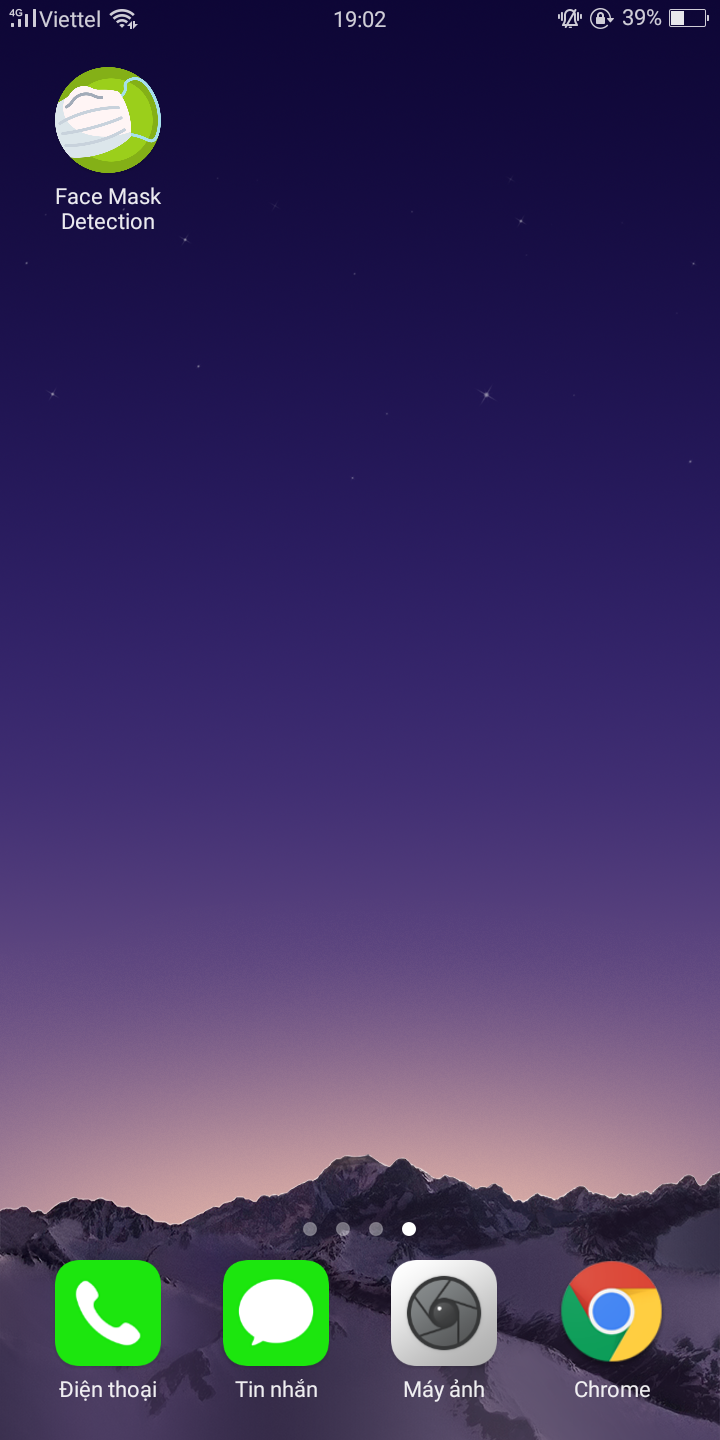 4G Viettel 19:02 39%
Face Mask
Detection
Điện thoại Tin nhắn Máy ảnh Chrome